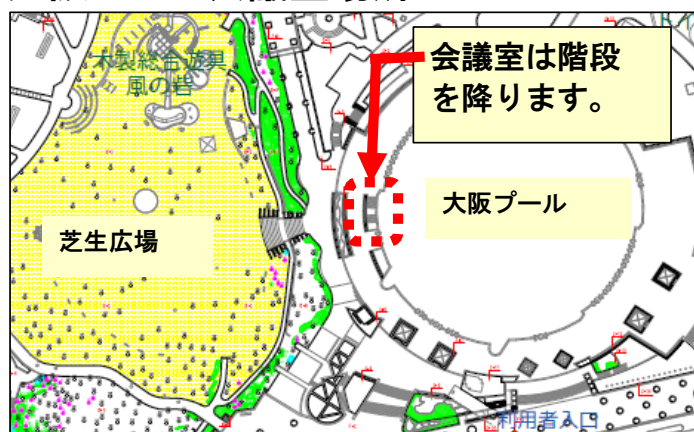 木製総合遊具
風の砦
会議室は階段
を降ります。
大阪プール
芝生広場
利用者入口